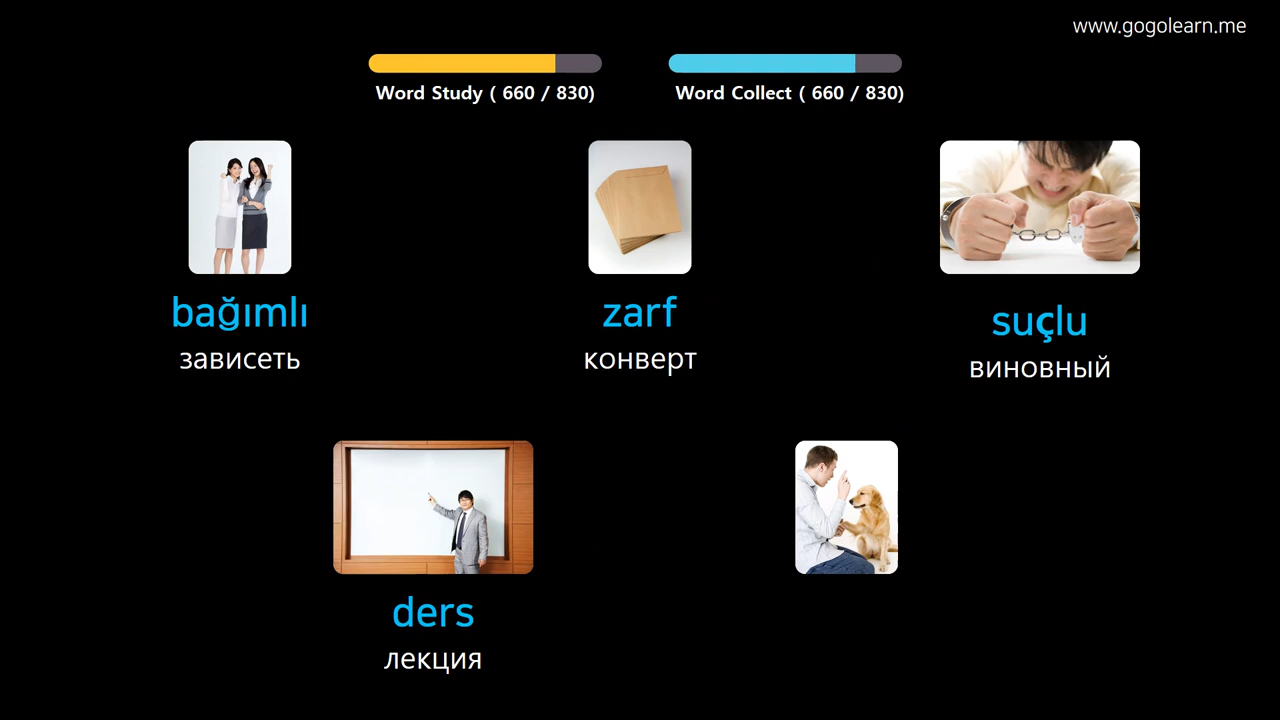 www.gogolearn.me
Word Study ( 660 / 830)
Word Collect ( 660 / 830)
bağımlı
зависеть
zarf
конверт
suçlu
виновный
ders
лекция